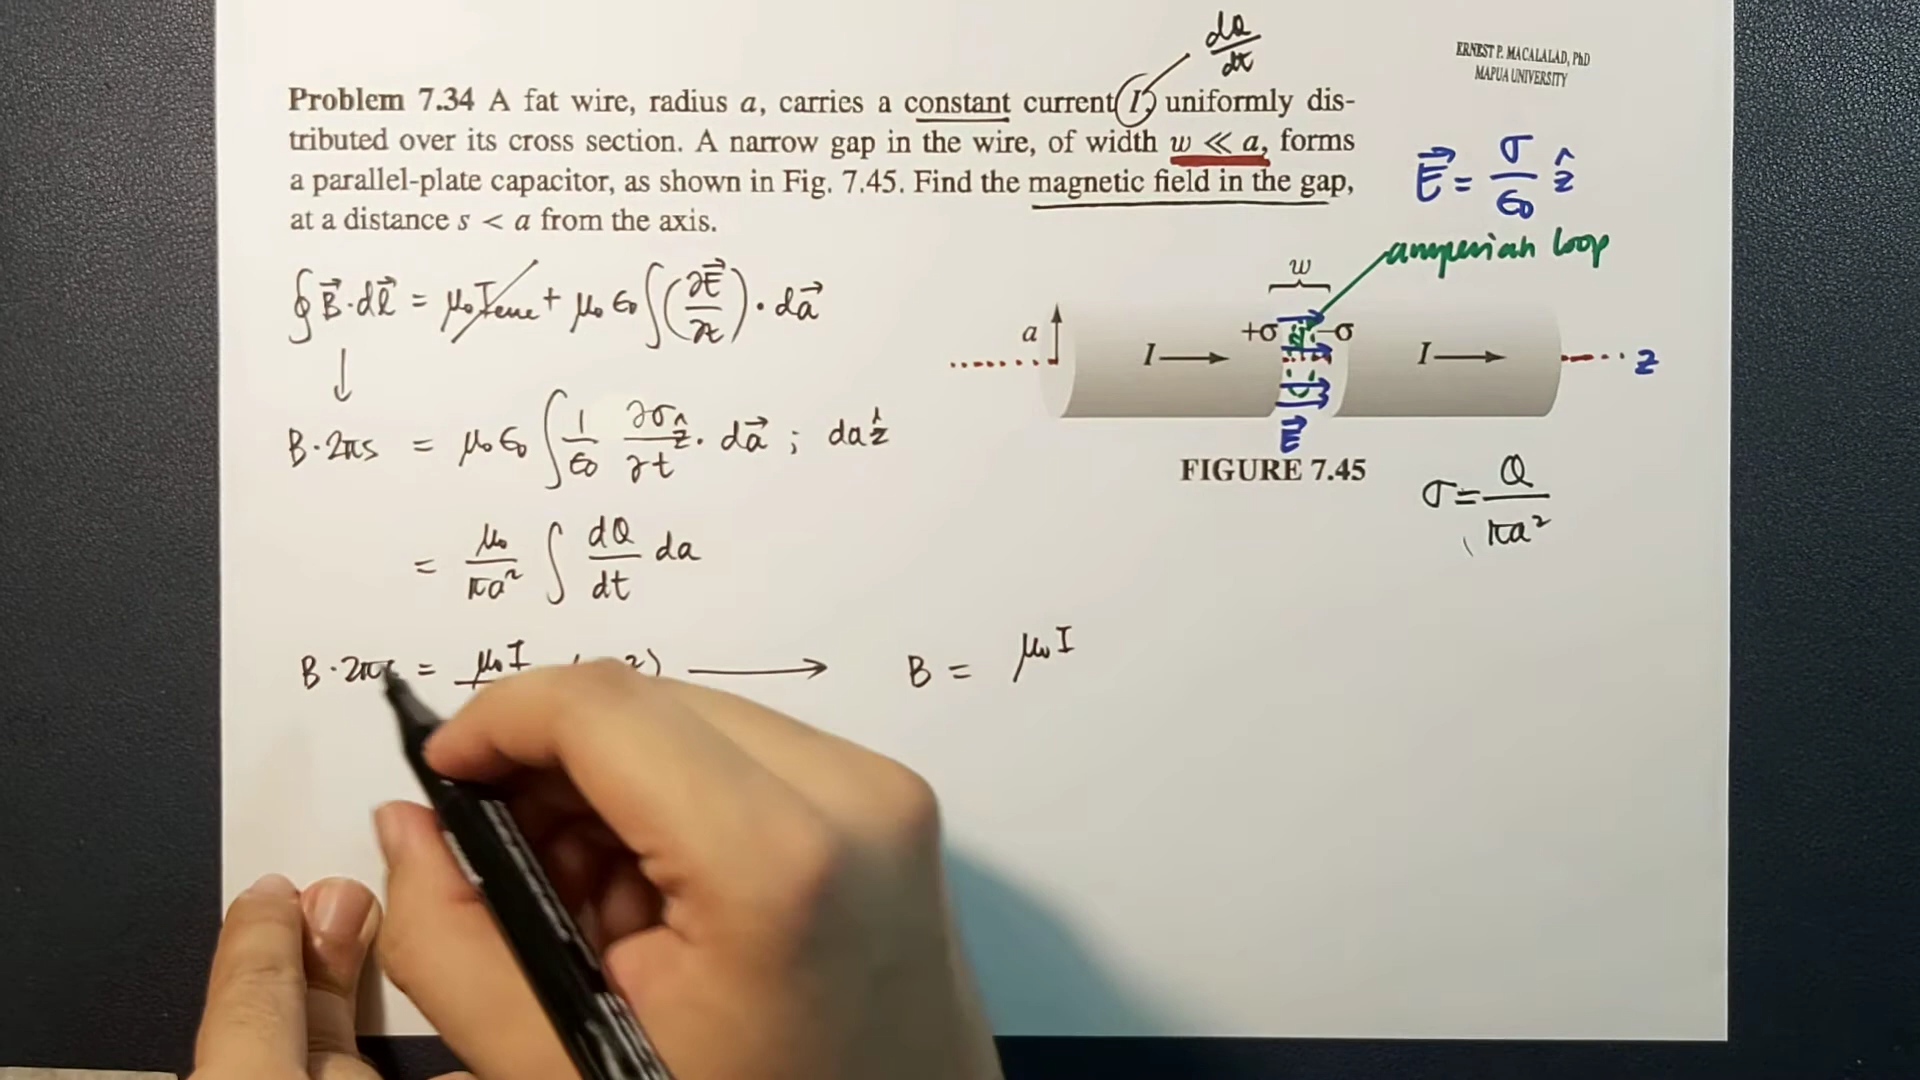 dQ/dt
ERNEST P. MACALALAD, PhD
MAPUA UNIVERSITY
Problem 7.34 A fat wire, radius a, carries a constant current I, uniformly dis-
tributed over its cross section. A narrow gap in the wire, of width w ≪ a, forms
a parallel-plate capacitor, as shown in Fig. 7.45. Find the magnetic field in the gap,
at a distance s < a from the axis.
E⃗ = σ/ϵ₀ ẑ
amperian loop
∮ B⃗·dl⃗ = μ₀Ienc + μ₀ϵ₀ ∫(∂E⃗/∂t)·da⃗
w
a
I
+σ
−σ
I
z
E⃗
FIGURE 7.45
B·2πs = μ₀ϵ₀ ∫ 1/ϵ₀ ∂σ/∂t ẑ·da⃗ ; da ẑ
σ = Q/πa²
= μ₀/πa² ∫ dQ/dt da
B·2πs = μ₀I
B = μ₀I